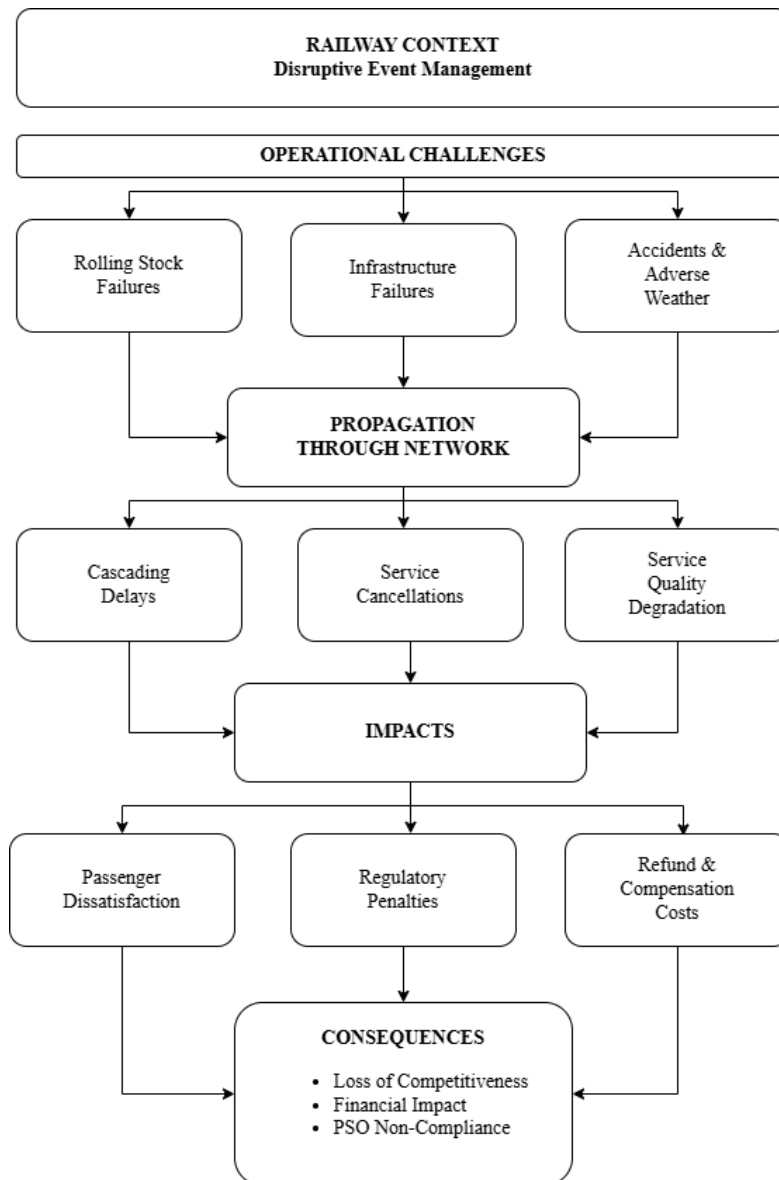 RAILWAY CONTEXT
Disruptive Event Management
OPERATIONAL CHALLENGES
Rolling Stock
Failures
Infrastructure
Failures
Accidents &
Adverse
Weather
PROPAGATION
THROUGH NETWORK
Cascading
Delays
Service
Cancellations
Service
Quality
Degradation
IMPACTS
Passenger
Dissatisfaction
Regulatory
Penalties
Refund &
Compensation
Costs
CONSEQUENCES
• Loss of Competitiveness
• Financial Impact
• PSO Non-Compliance